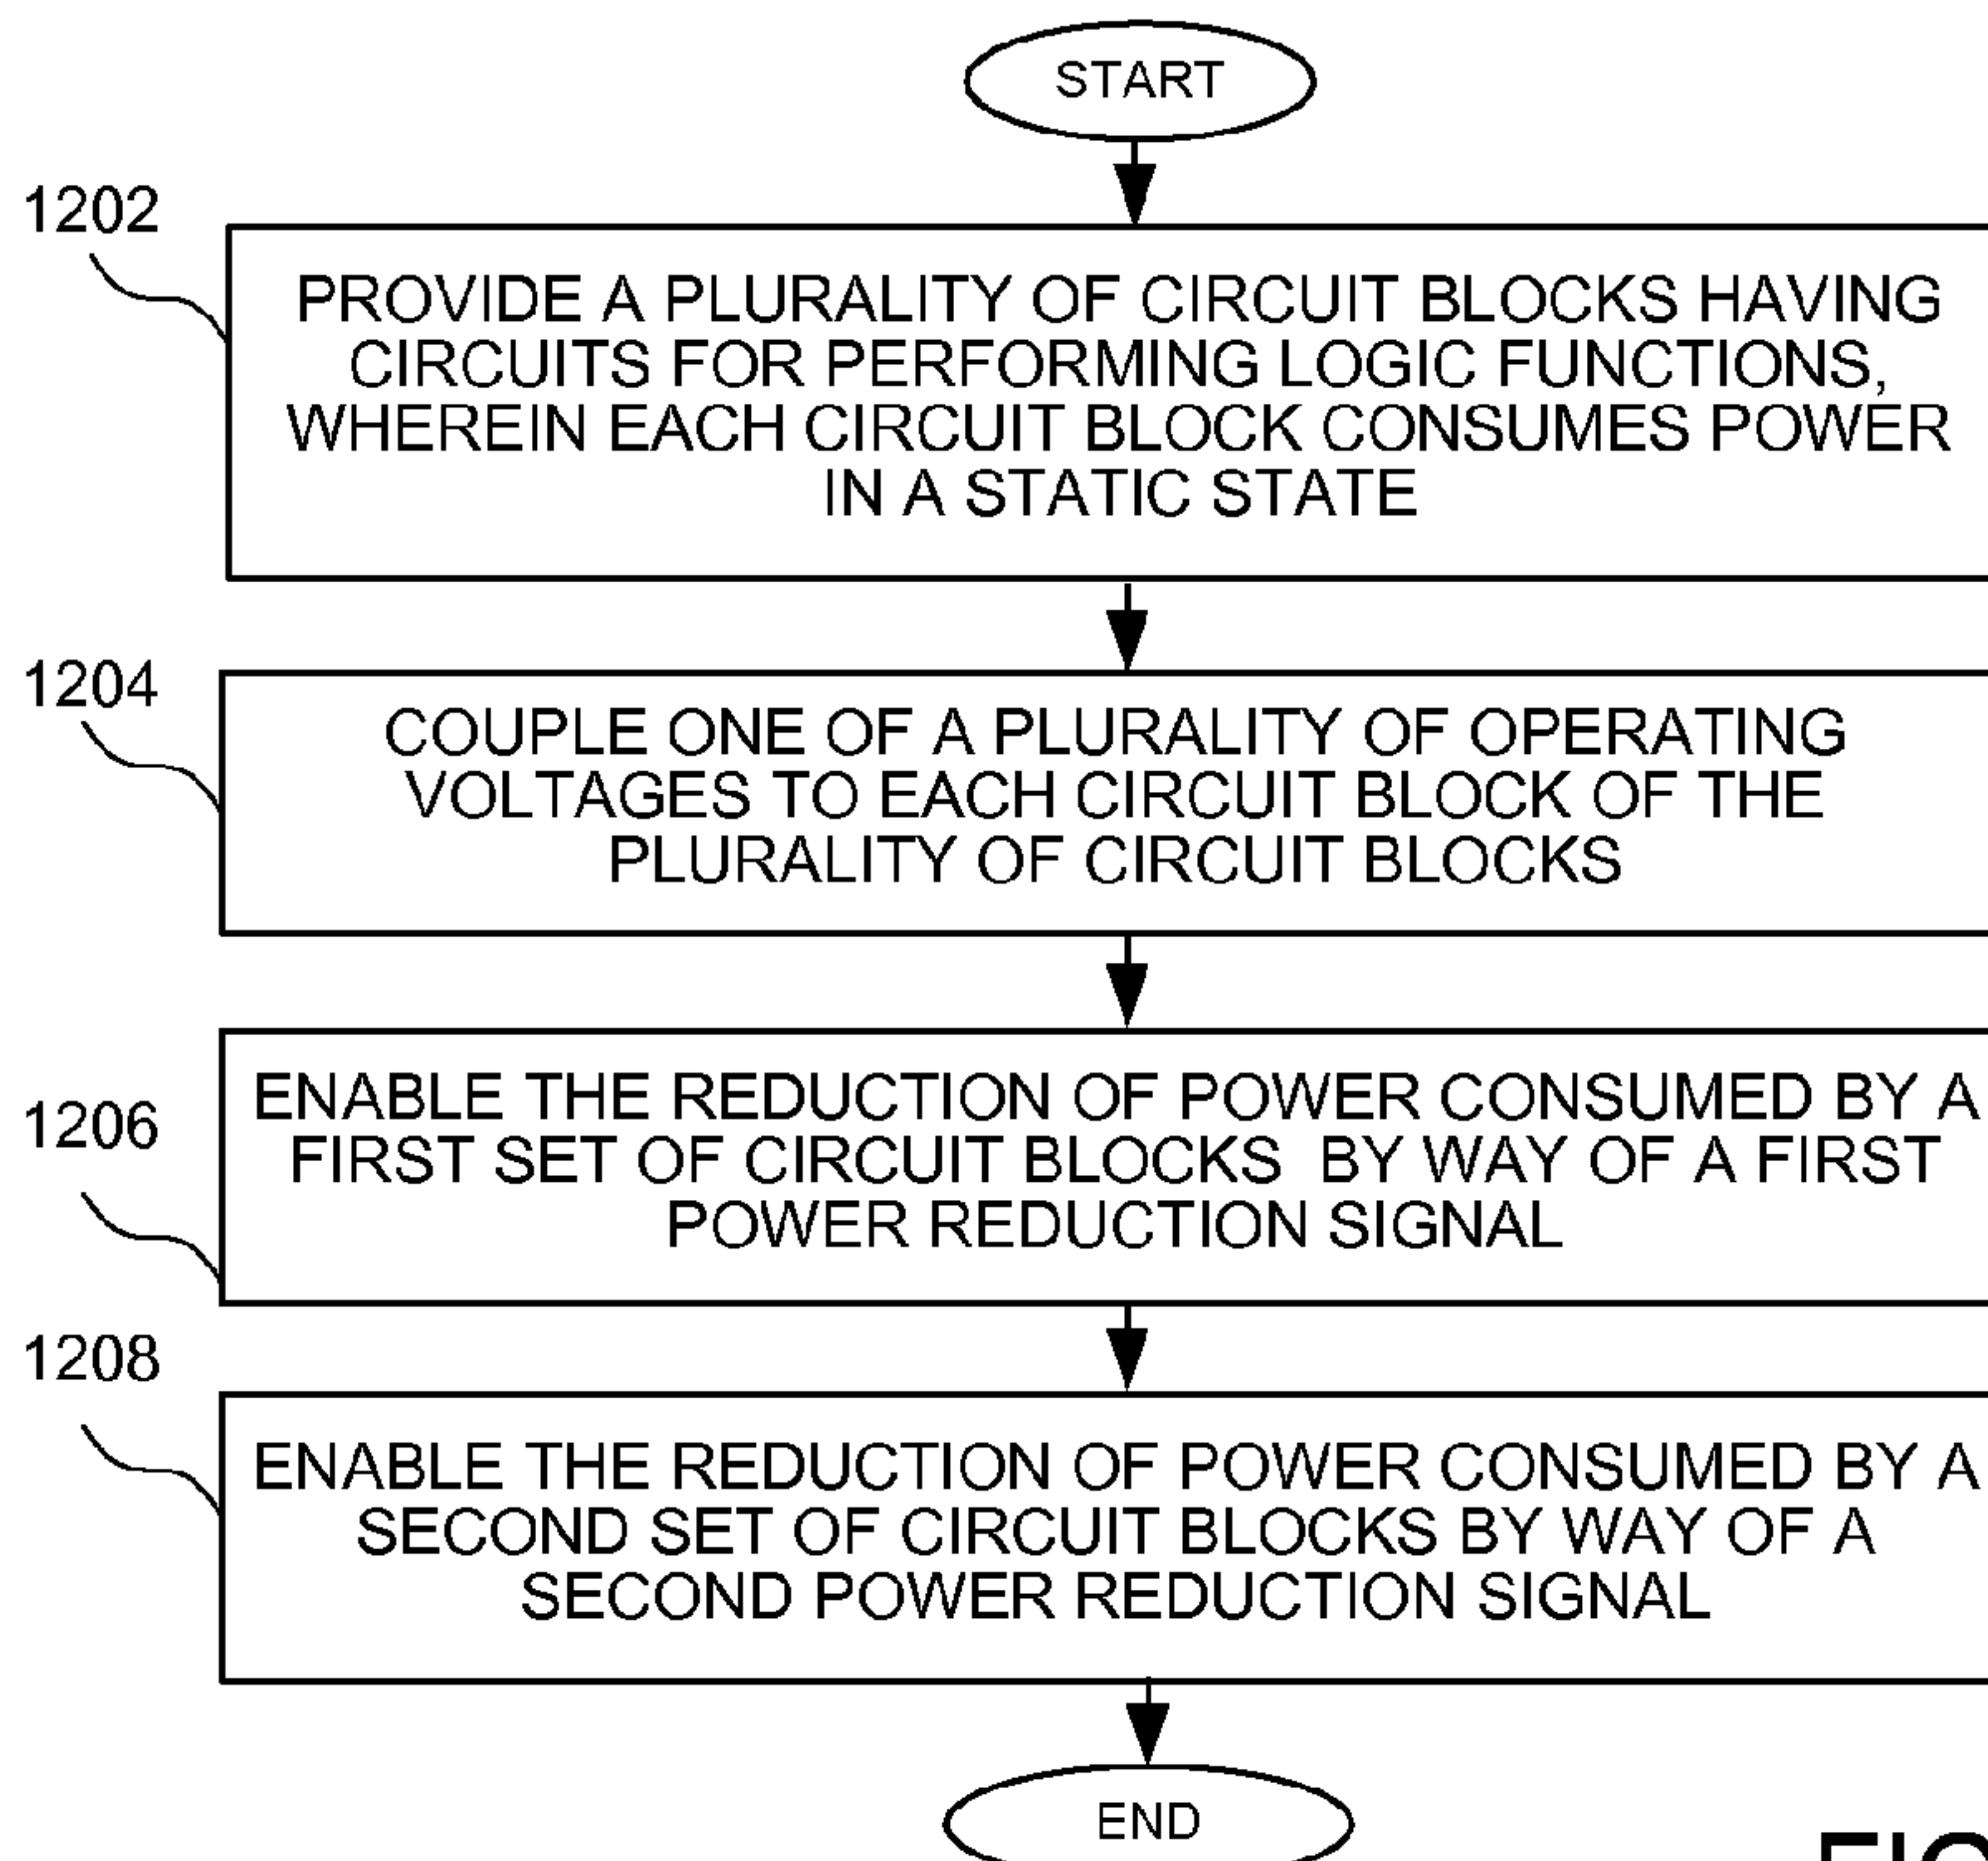 START
1202
PROVIDE A PLURALITY OF CIRCUIT BLOCKS HAVING
CIRCUITS FOR PERFORMING LOGIC FUNCTIONS,
WHEREIN EACH CIRCUIT BLOCK CONSUMES POWER
IN A STATIC STATE
1204
COUPLE ONE OF A PLURALITY OF OPERATING
VOLTAGES TO EACH CIRCUIT BLOCK OF THE
PLURALITY OF CIRCUIT BLOCKS
1206
ENABLE THE REDUCTION OF POWER CONSUMED BY A
FIRST SET OF CIRCUIT BLOCKS BY WAY OF A FIRST
POWER REDUCTION SIGNAL
1208
ENABLE THE REDUCTION OF POWER CONSUMED BY A
SECOND SET OF CIRCUIT BLOCKS BY WAY OF A
SECOND POWER REDUCTION SIGNAL
END